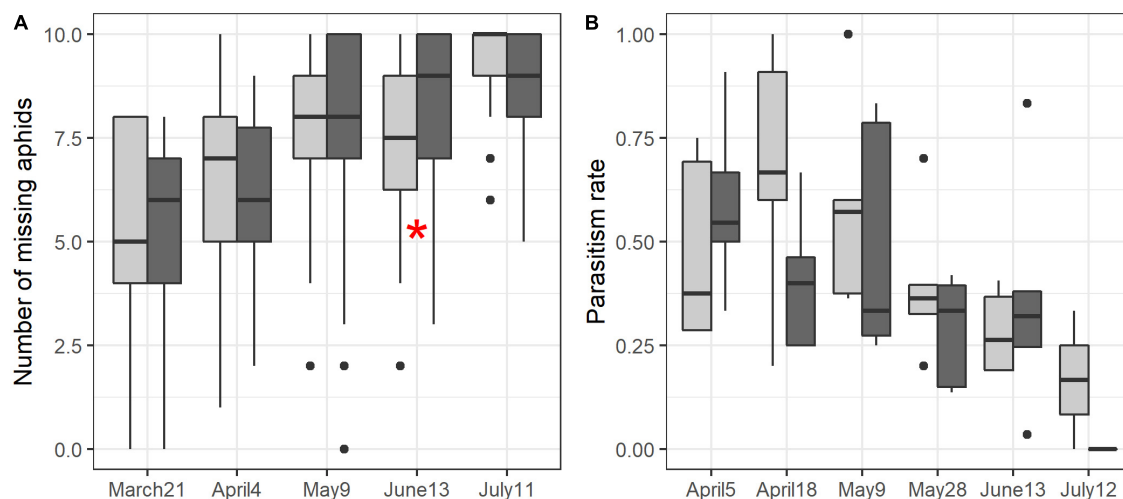 A
Number of missing aphids
10.0
7.5
5.0
2.5
0.0
*
March21 April4 May9 June13 July11
B
Parasitism rate
1.00
0.75
0.50
0.25
0.00
April5 April18 May9 May28 June13 July12